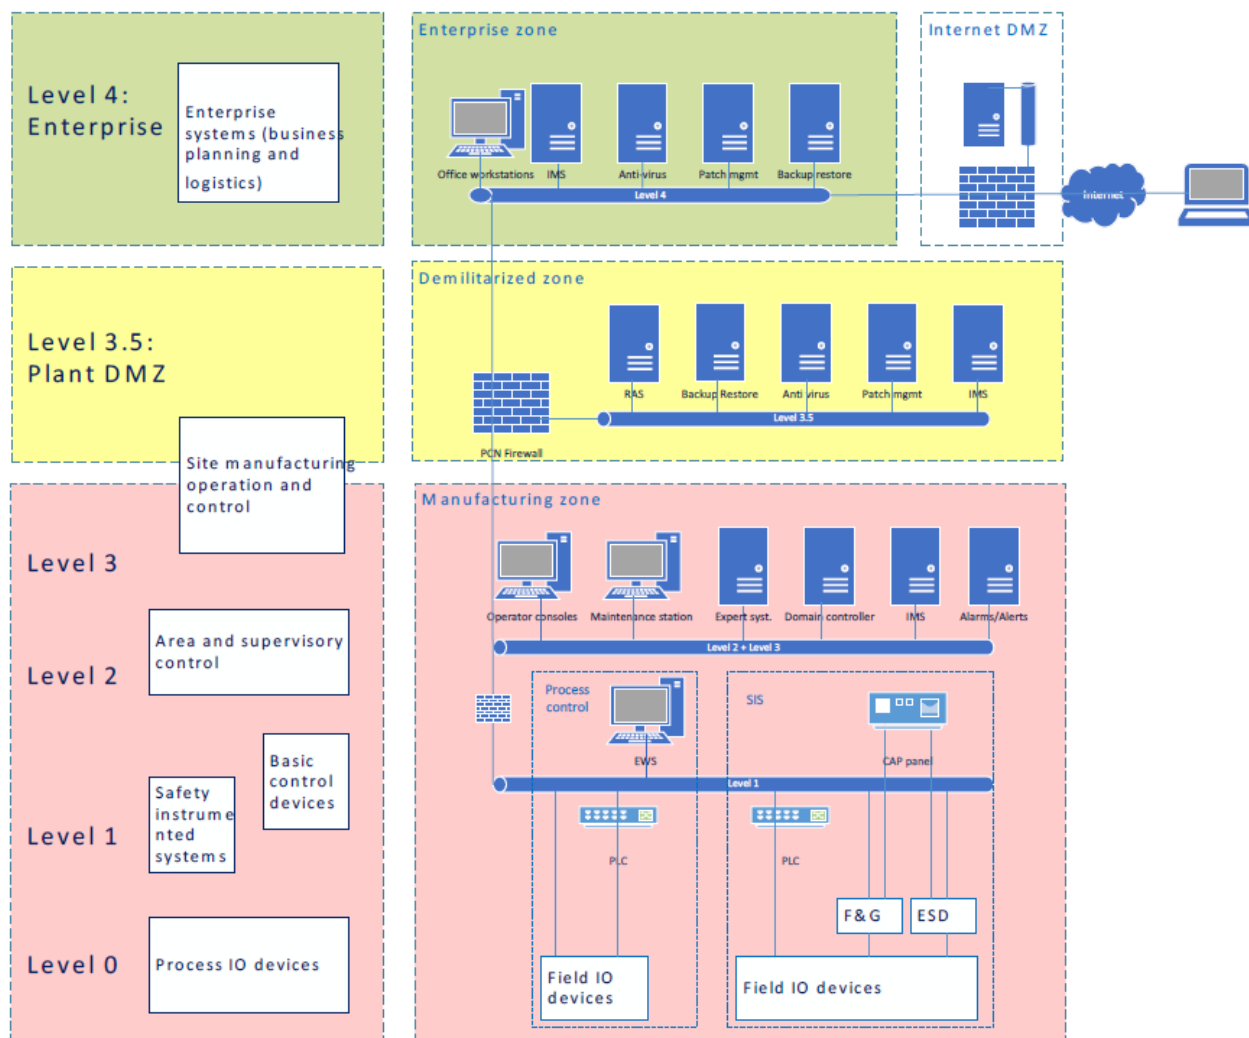 Level 4:
Enterprise
Enterprise
systems (business
planning and
logistics)
Enterprise zone
Office workstations
IMS
Anti-virus
Patch mgmt
Backup restore
Level 4
Internet DMZ
Internet
Level 3.5:
Plant DMZ
Demilitarized zone
RAS
Backup Restore
Anti virus
Patch mgmt
IMS
Level 3.5
PCN Firewall
Site manufacturing
operation and
control
Level 3
Manufacturing zone
Operator consoles
Maintenance station
Expert syst.
Domain controller
IMS
Alarms/Alerts
Level 2 + Level 3
Level 2
Area and supervisory
control
Process
control
EWS
SIS
CAP panel
Level 1
Level 1
Safety
instrume
nted
systems
Basic
control
devices
PLC
PLC
F&G
ESD
Level 0
Process IO devices
Field IO
devices
Field IO devices